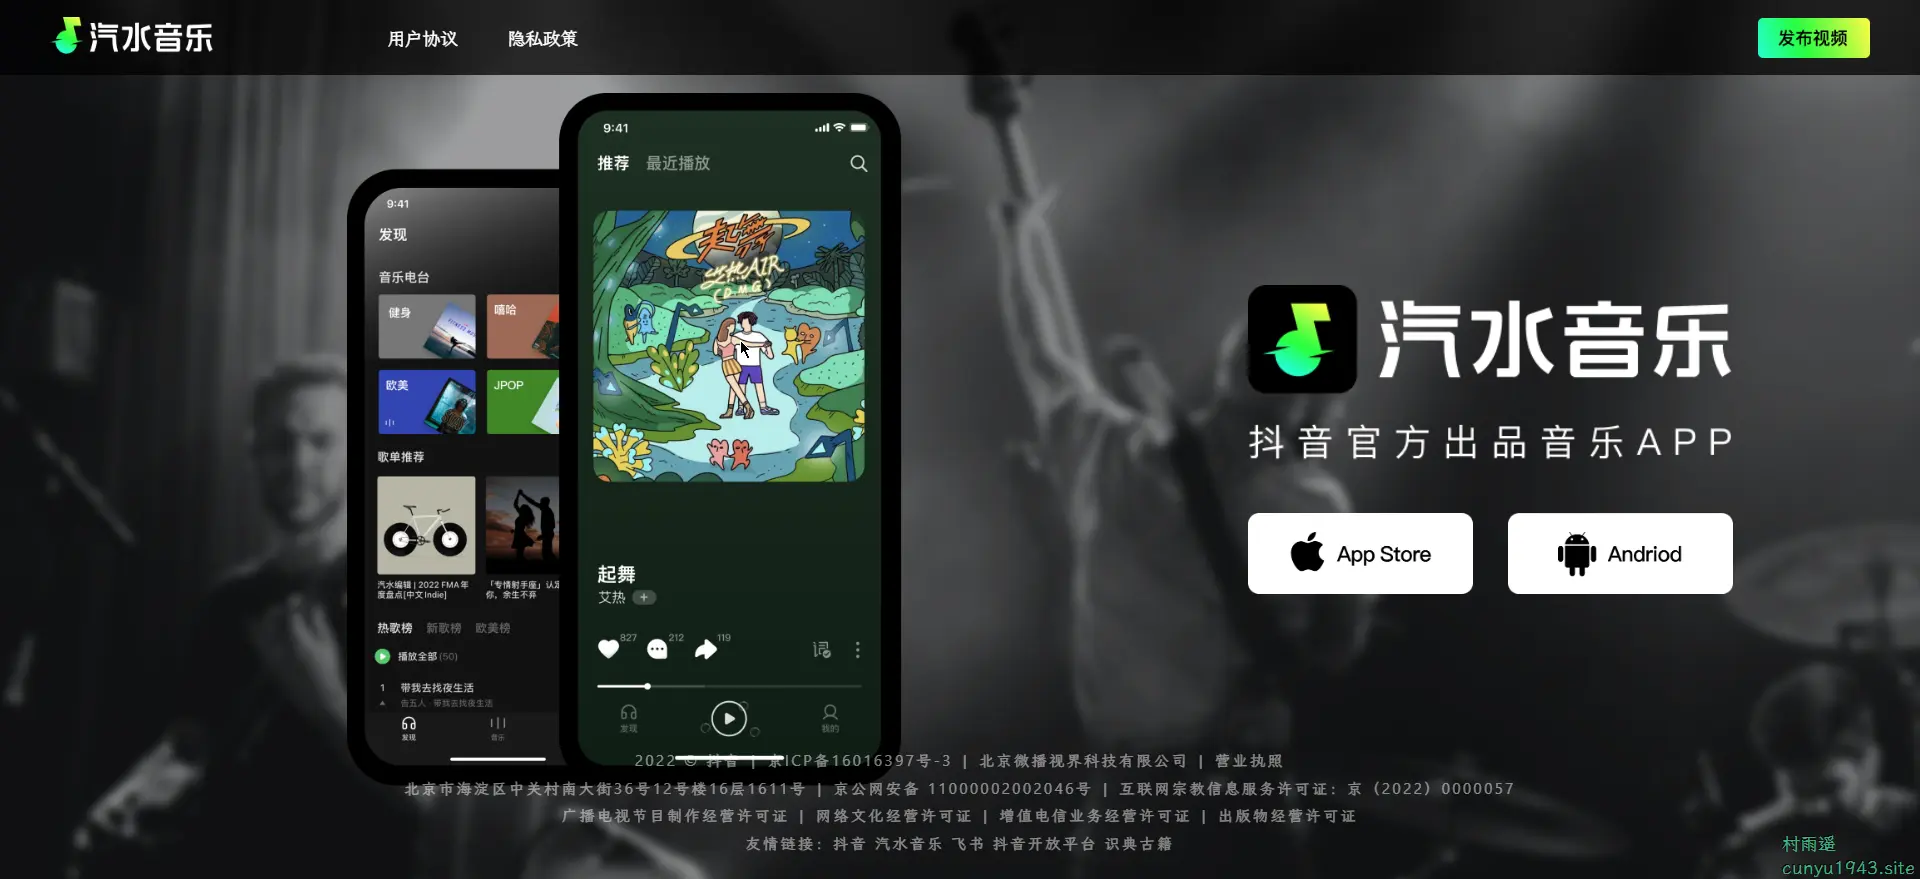 汽水音乐
用户协议
隐私政策
发布视频
9:41
发现
音乐电台
健身
嘻哈
欧美
JPOP
歌单推荐
汽水编辑 | 2022 FMA年
度盘点[中文Indie]
「专情射手座」认定
你，余生不弃
热歌榜 新歌榜 欧美榜
播放全部(50)
1 带我去找夜生活
告五人 · 带我去找夜生活
发现
音乐
9:41
推荐 最近播放
起舞
艾热AIR
(D.M.G)
起舞
艾热 +
827
212
119
词
发现
我的
汽水音乐
抖音官方出品音乐APP
App Store
Andriod
2022 © 抖音 | 京ICP备16016397号-3 | 北京微播视界科技有限公司 | 营业执照
北京市海淀区中关村南大街36号12号楼16层1611号 | 京公网安备 11000002002046号 | 互联网宗教信息服务许可证：京（2022）0000057
广播电视节目制作经营许可证 | 网络文化经营许可证 | 增值电信业务经营许可证 | 出版物经营许可证
友情链接：抖音 汽水音乐 飞书 抖音开放平台 识典古籍
村雨遥
cunyu1943.site